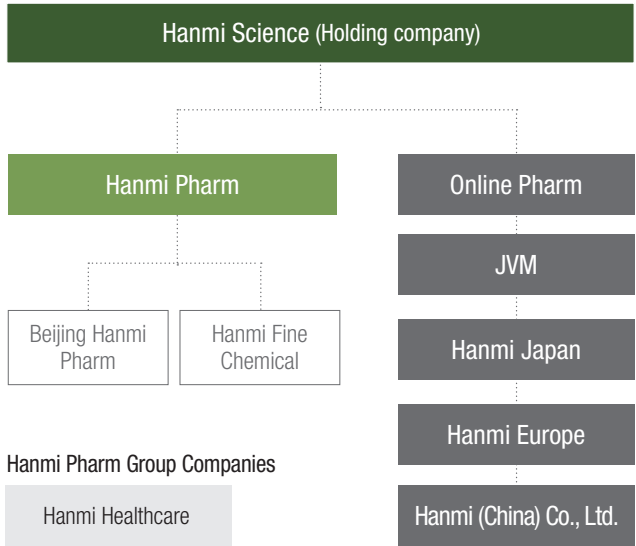 Hanmi Science (Holding company)
Hanmi Pharm
Online Pharm
JVM
Beijing Hanmi
Pharm
Hanmi Fine
Chemical
Hanmi Japan
Hanmi Europe
Hanmi Pharm Group Companies
Hanmi Healthcare
Hanmi (China) Co., Ltd.